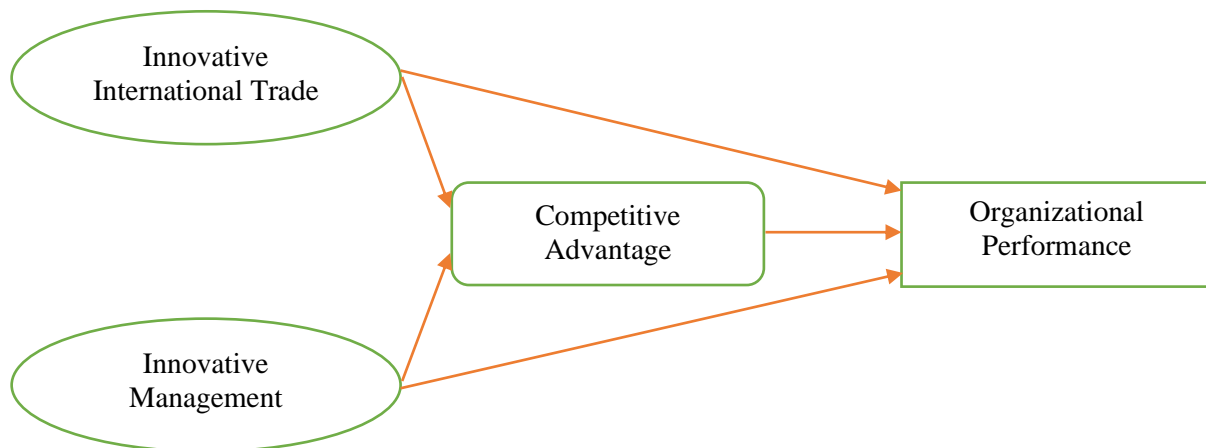 Innovative
International Trade
Competitive
Advantage
Organizational
Performance
Innovative
Management